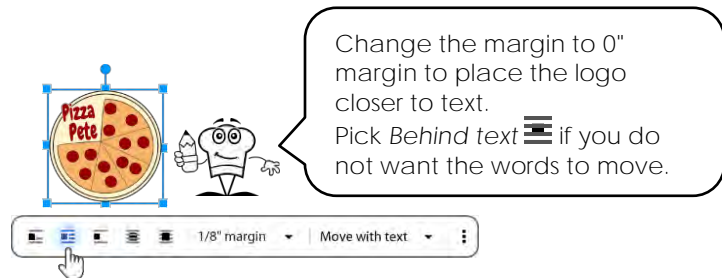 Change the margin to 0"
margin to place the logo
closer to text.
Pick Behind text if you do
not want the words to move.
Pizza
Pete
1/8" margin
Move with text